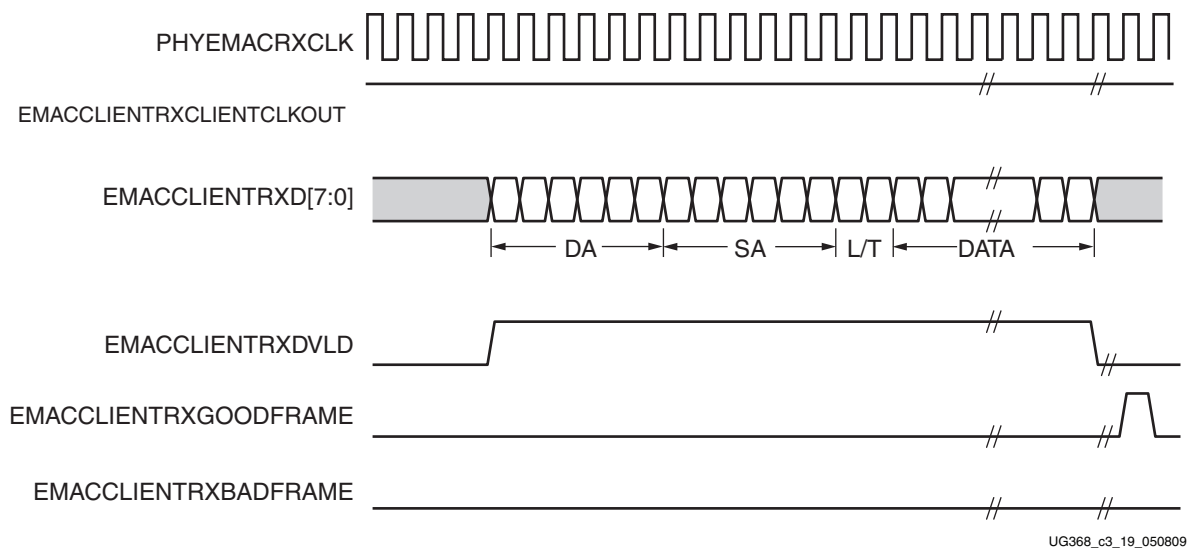 PHYEMACRXCLK
EMACCLIENTRXCLIENTCLKOUT
EMACCLIENTRXD[7:0]
DA SA L/T DATA
EMACCLIENTRXDVLD
EMACCLIENTRXGOODFRAME
EMACCLIENTRXBADFRAME
UG368_c3_19_050809